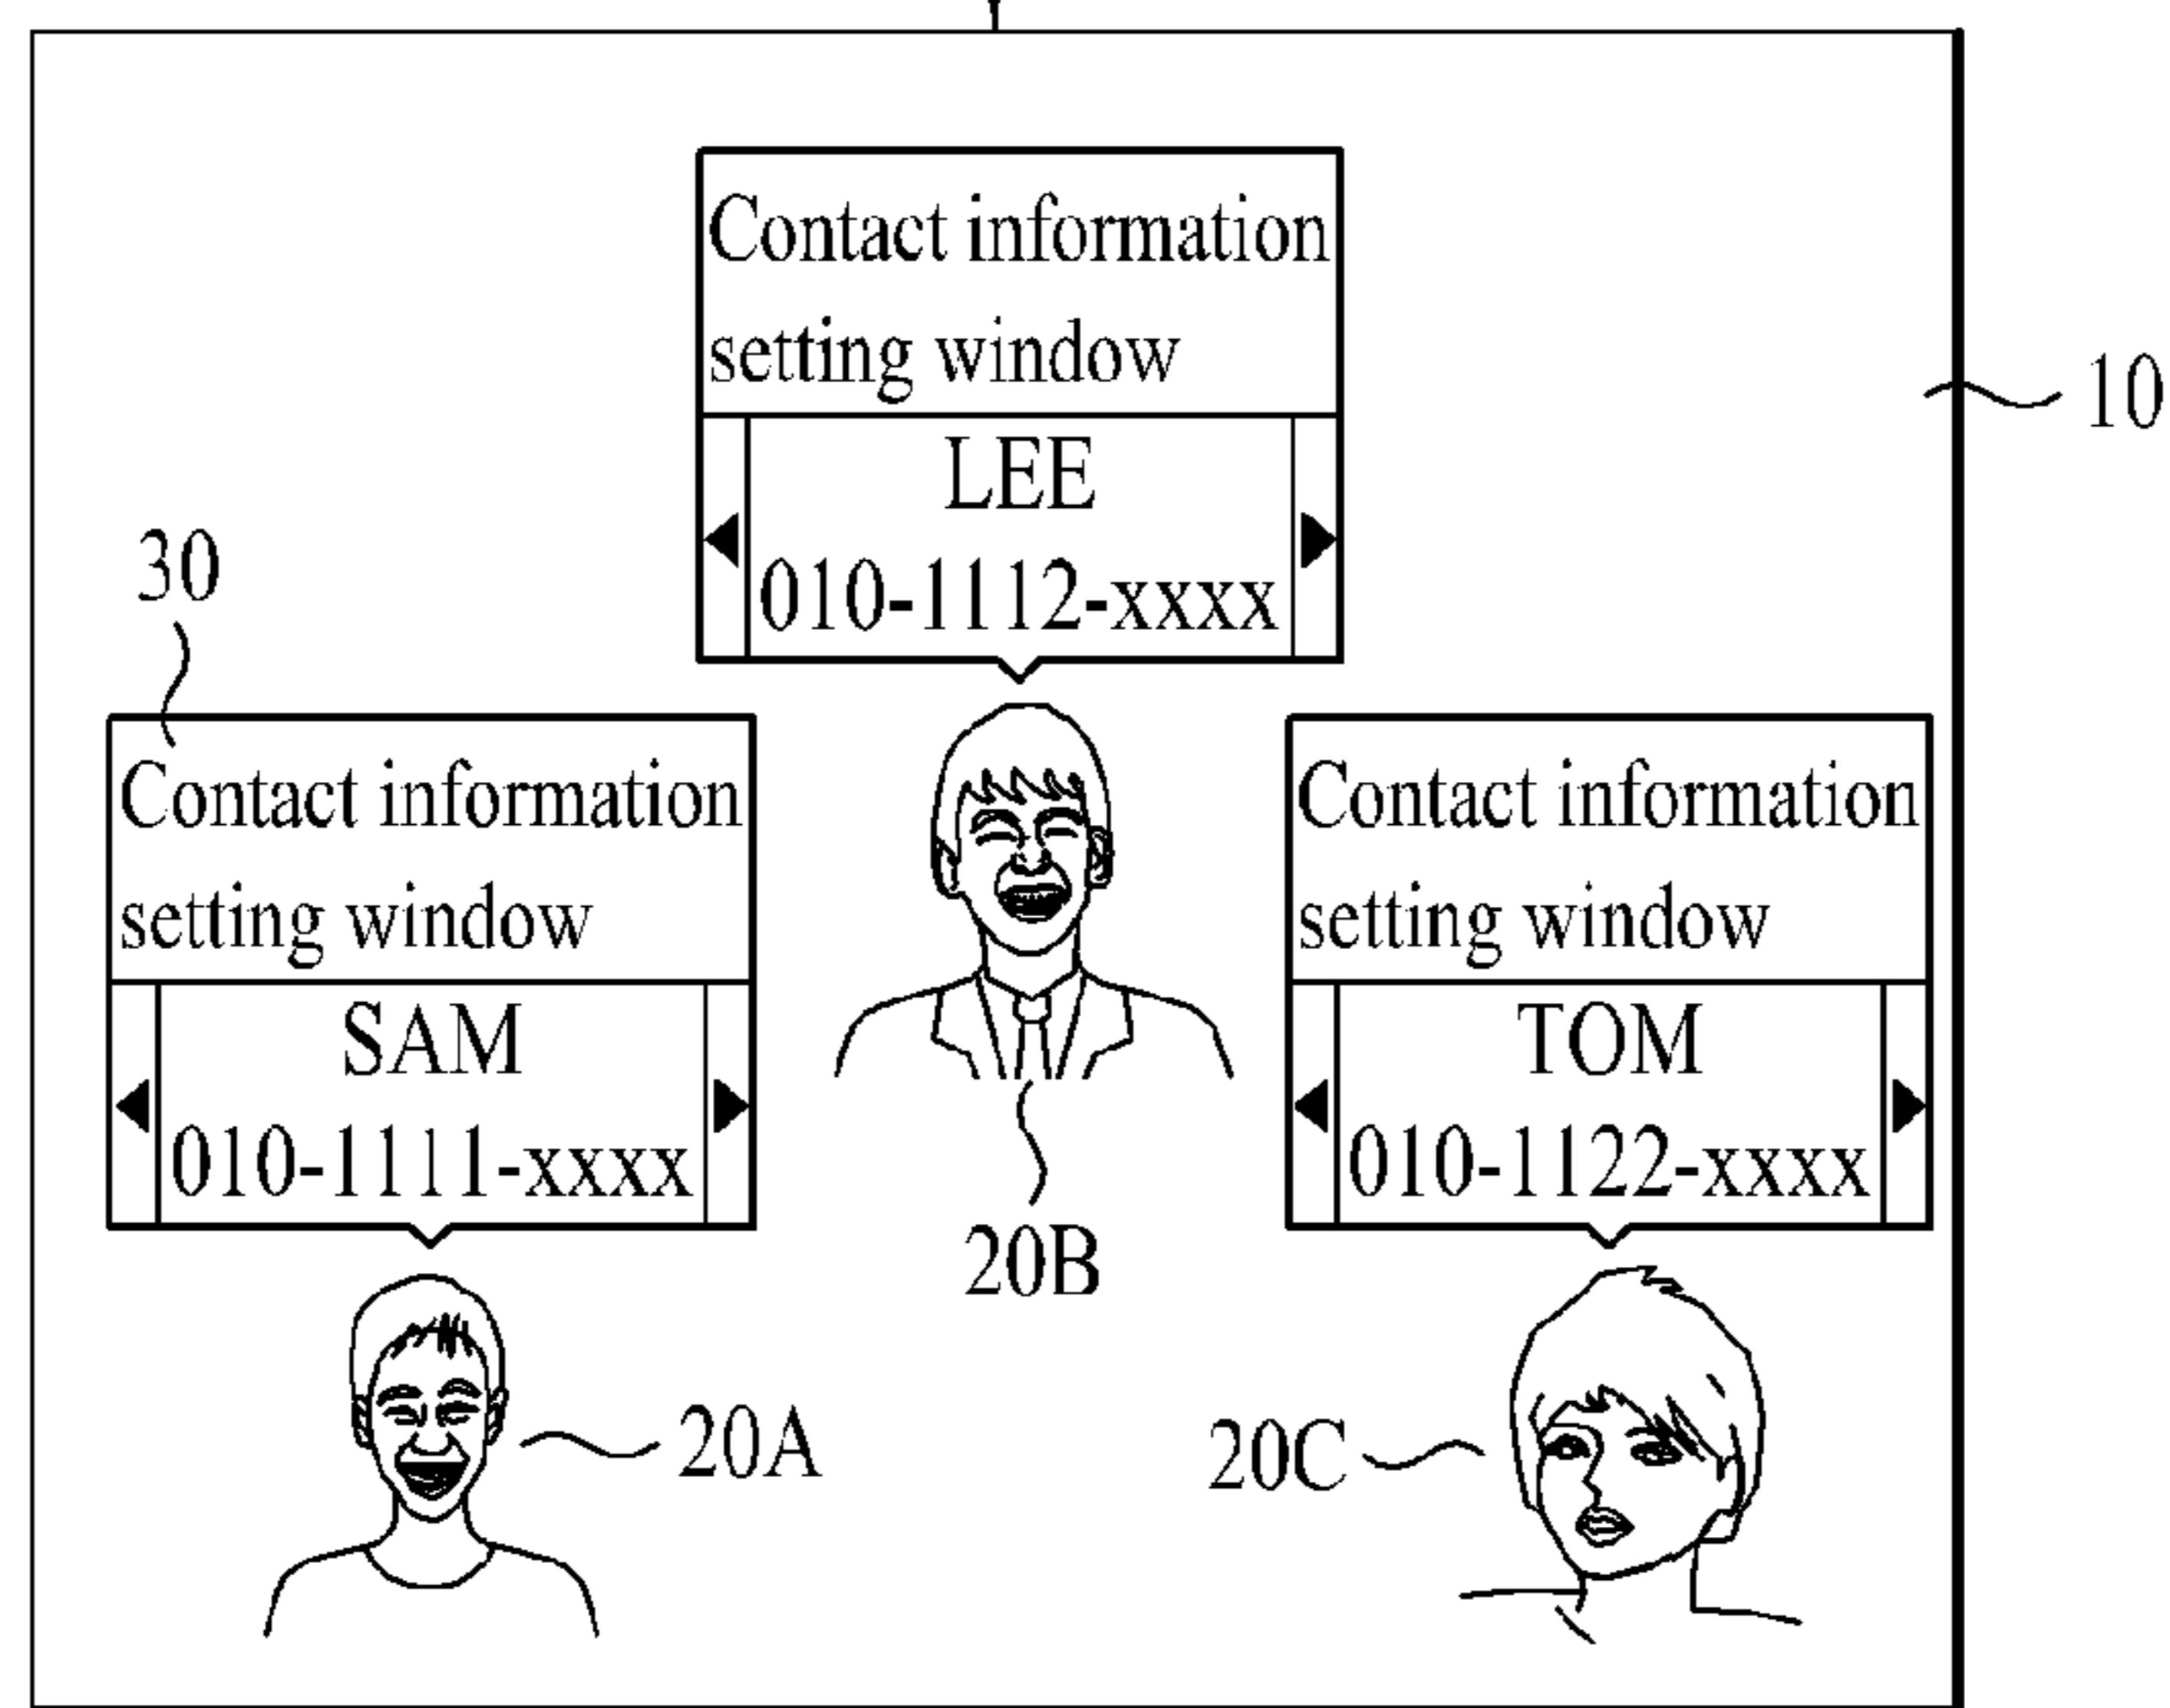 Contact information
setting window
LEE
010-1112-xxxx
10
30
Contact information
setting window
SAM
010-1111-xxxx
Contact information
setting window
TOM
010-1122-xxxx
20B
20A
20C